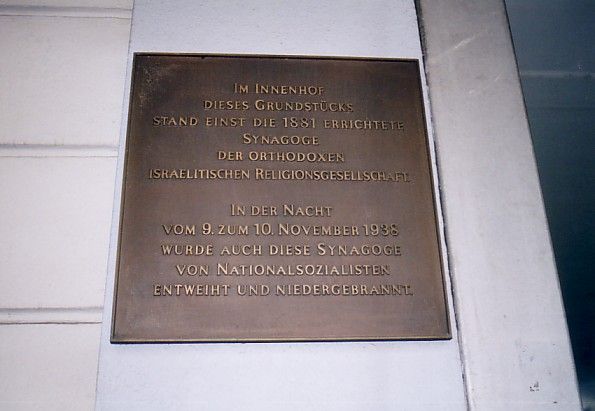 IM INNENHOF
DIESES GRUNDSTÜCKS
STAND EINST DIE 1881 ERRICHTETE
SYNAGOGE
DER ORTHODOXEN
ISRAELITISCHEN RELIGIONSGESELLSCHAFT.
IN DER NACHT
VOM 9. ZUM 10. NOVEMBER 1938
WURDE AUCH DIESE SYNAGOGE
VON NATIONALSOZIALISTEN
ENTWEIHT UND NIEDERGEBRANNT.